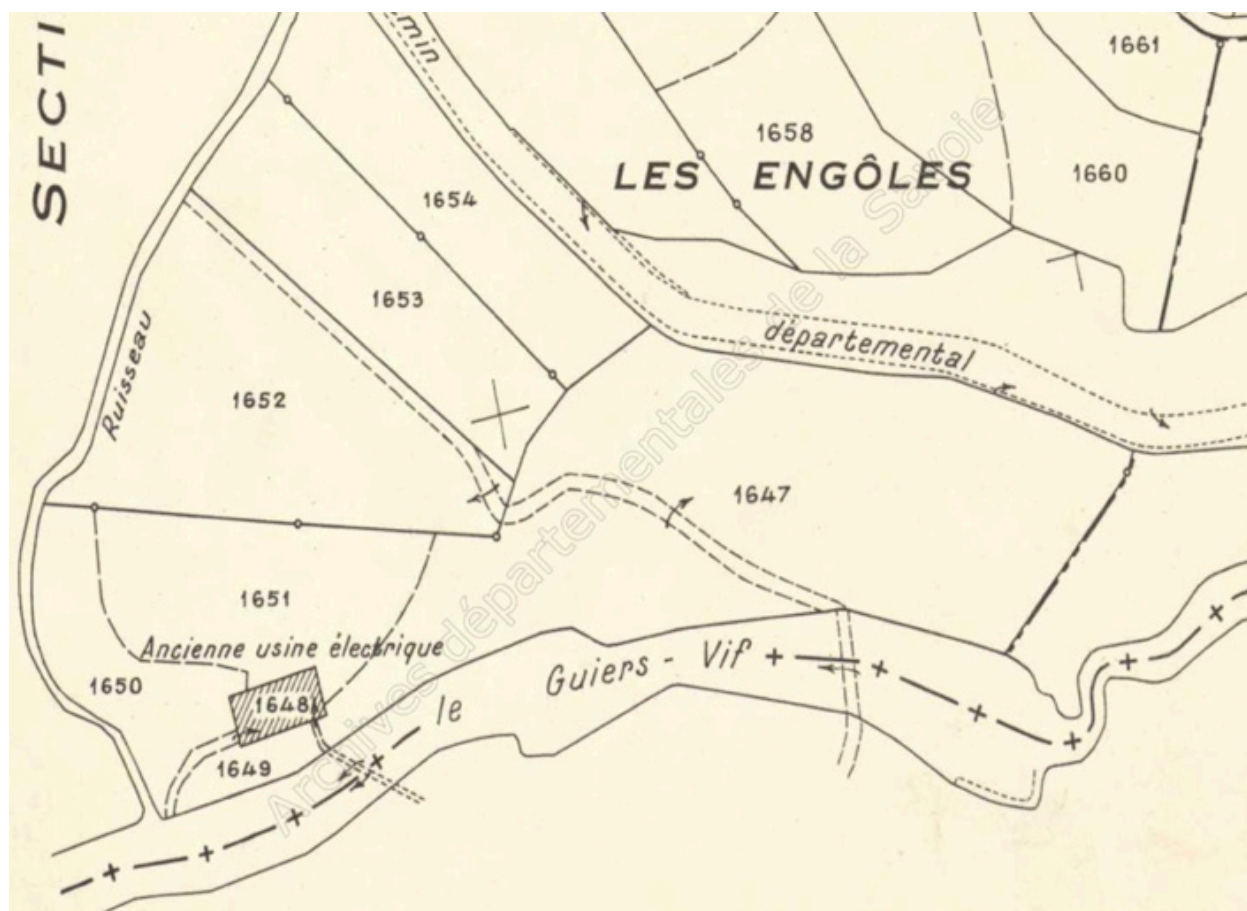 SECTI
min
1661
1658
LES ENGÔLES
1660
1654
1653
départemental
Ruisseau
1652
1647
1651
Ancienne usine électrique
1650
1648
le Guiers - Vif
1649
Archives départementales de la Savoie